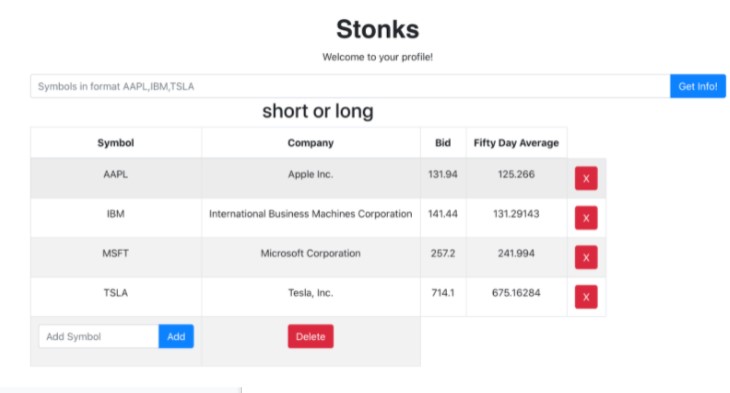 Stonks
Welcome to your profile!
Symbols in format AAPL,IBM,TSLA Get Info!
short or long
Symbol Company Bid Fifty Day Average
AAPL Apple Inc. 131.94 125.266 X
IBM International Business Machines Corporation 141.44 131.29143 X
MSFT Microsoft Corporation 257.2 241.994 X
TSLA Tesla, Inc. 714.1 675.16284 X
Add Symbol Add Delete